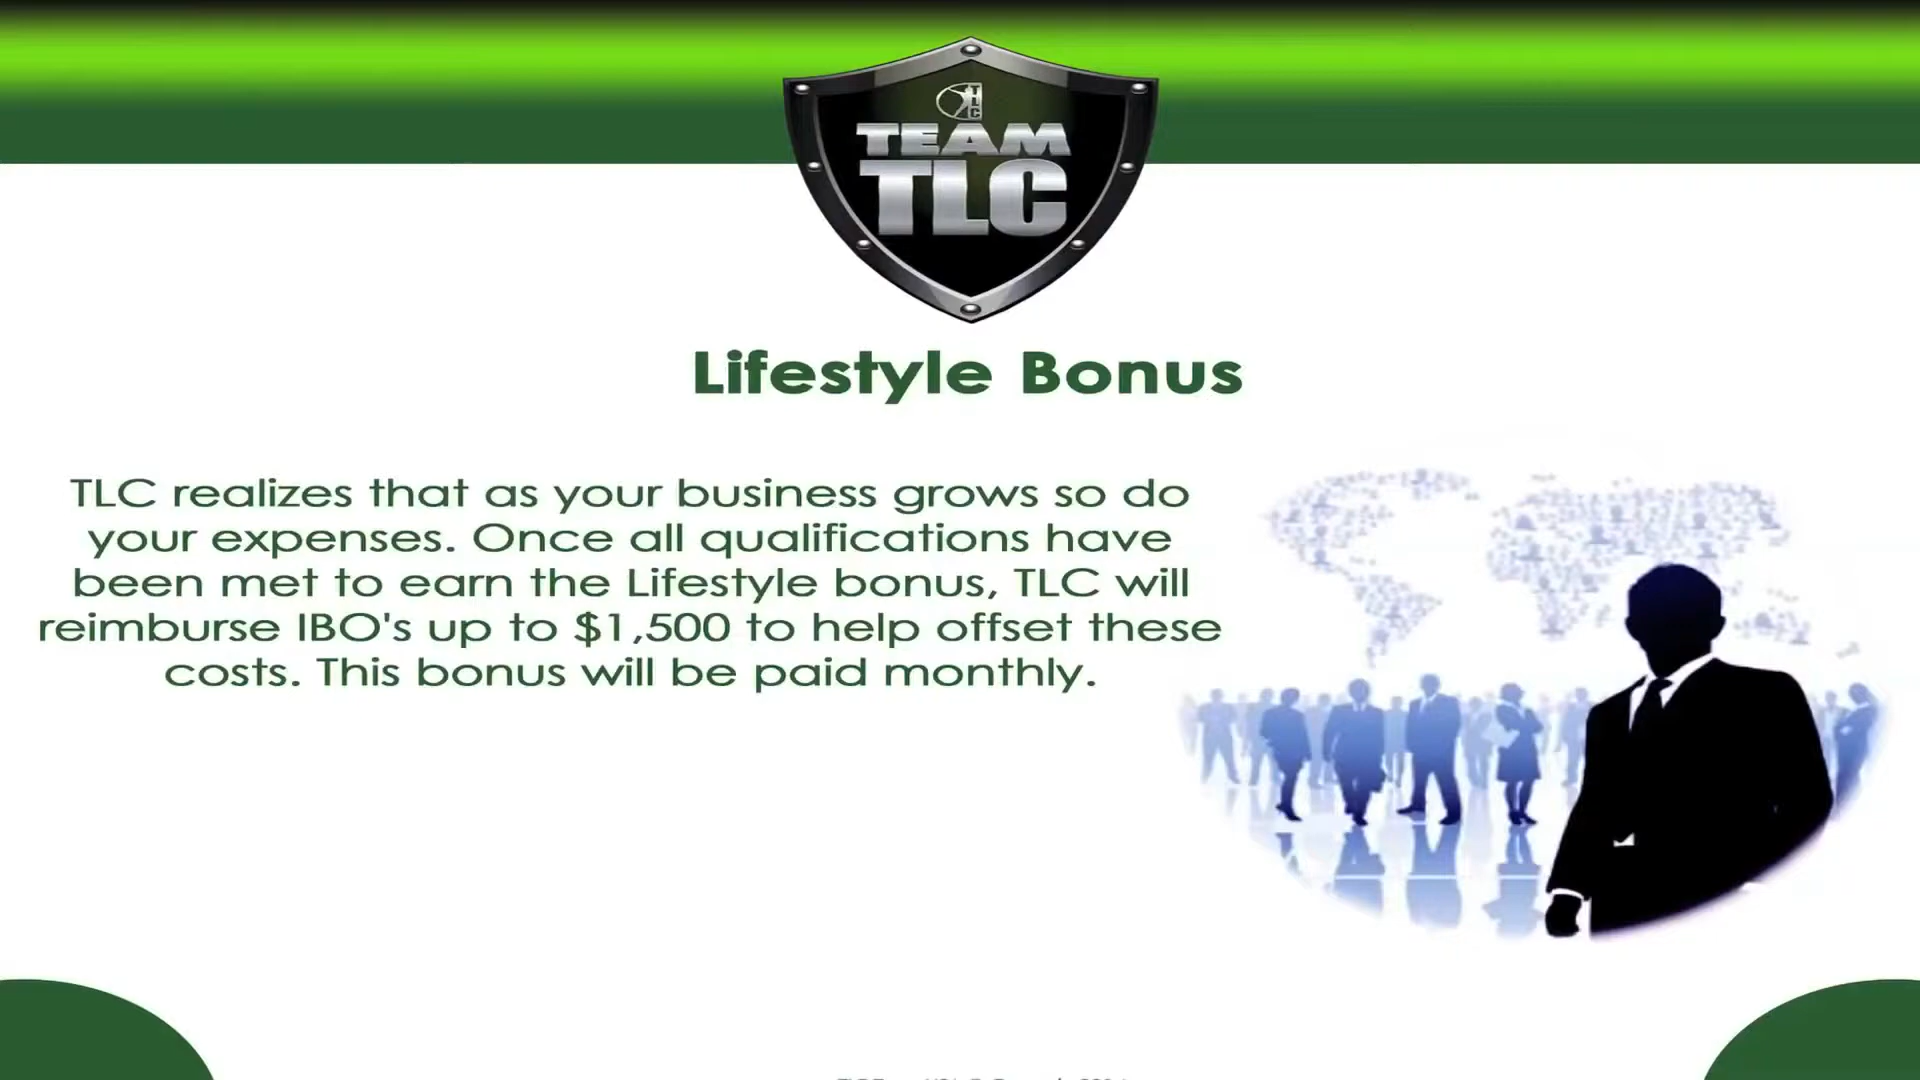 TEAM
TLC
Lifestyle Bonus
TLC realizes that as your business grows so do
your expenses. Once all qualifications have
been met to earn the Lifestyle bonus, TLC will
reimburse IBO's up to $1,500 to help offset these
costs. This bonus will be paid monthly.